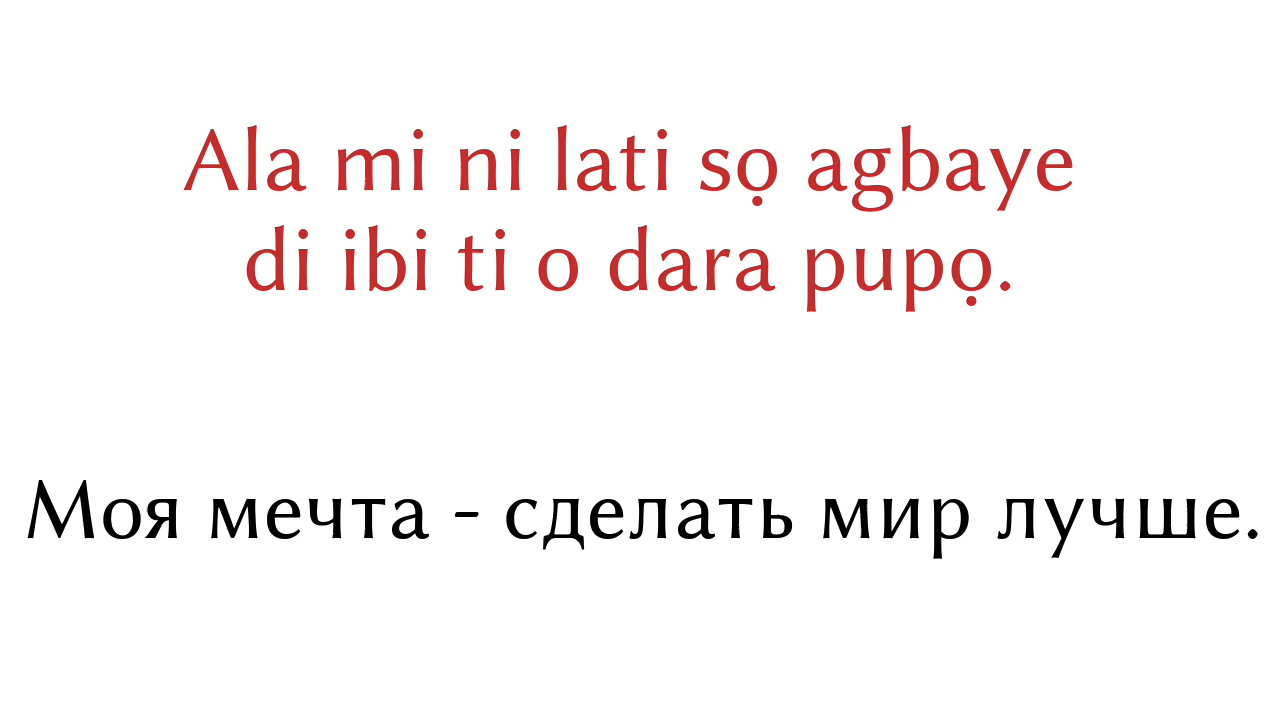 Ala mi ni lati sọ agbaye
di ibi ti o dara pupọ.
Моя мечта - сделать мир лучше.